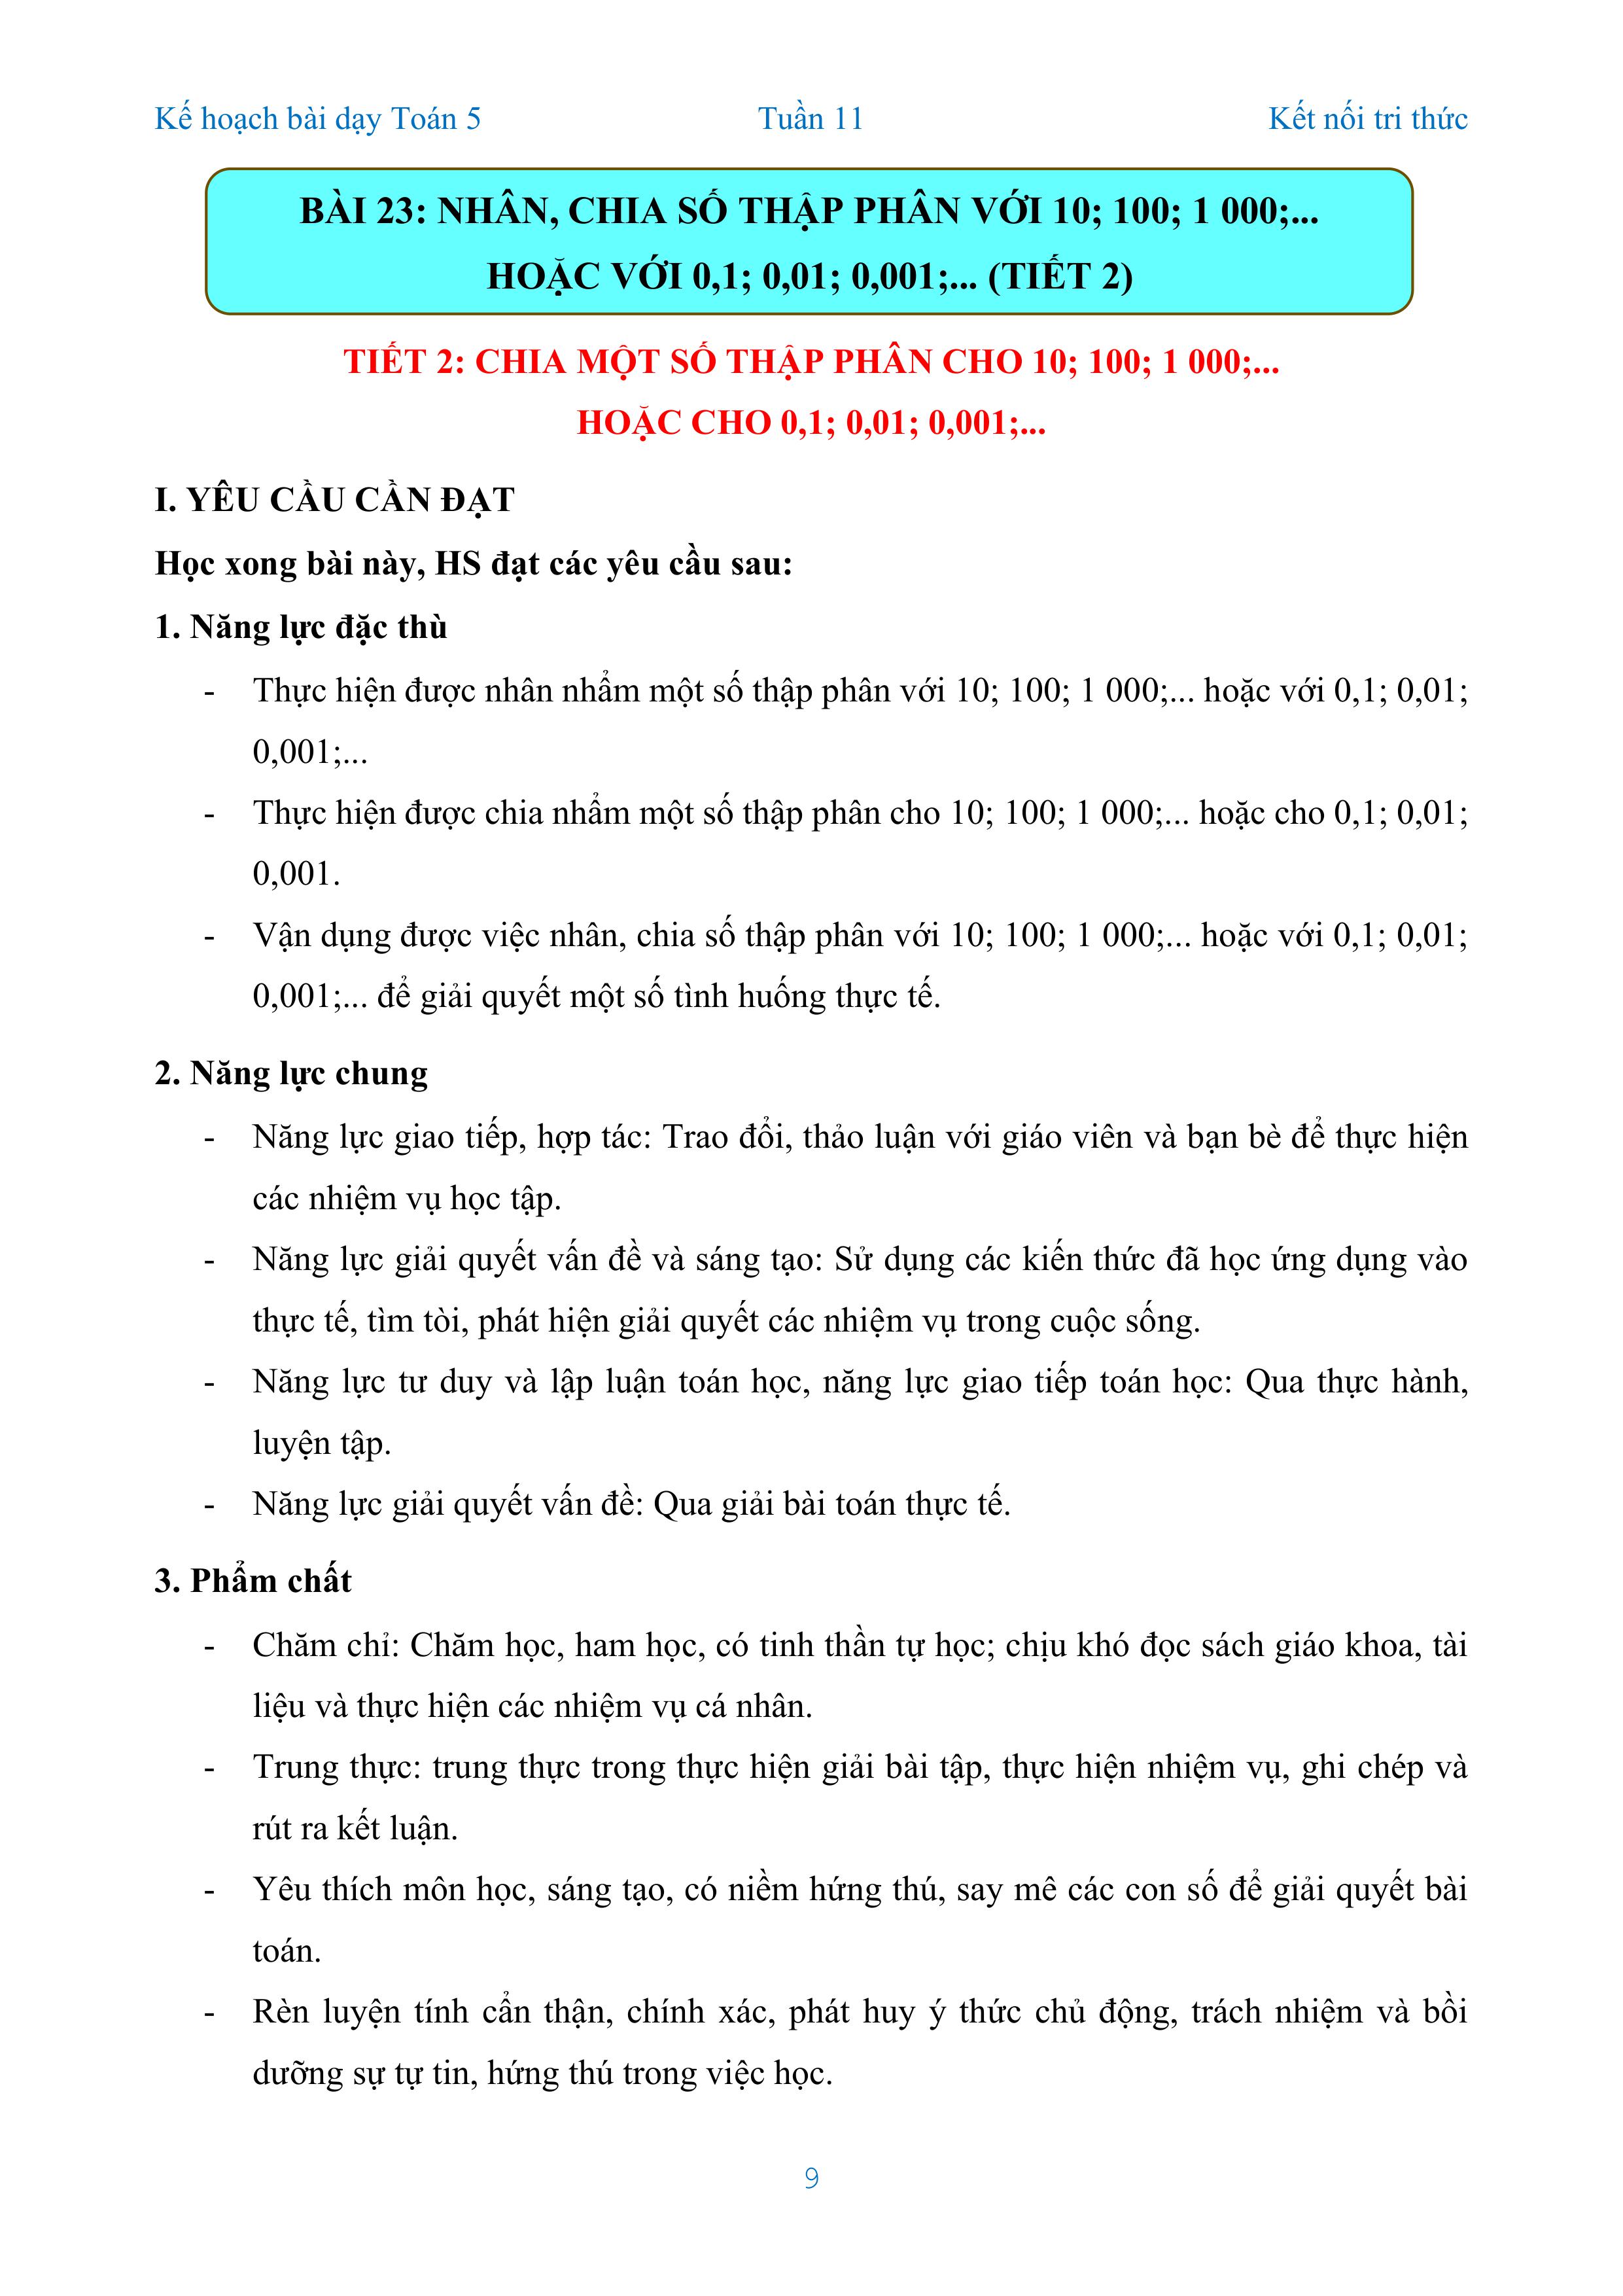 Kế hoạch bài dạy Toán 5 Tuần 11 Kết nối tri thức
BÀI 23: NHÂN, CHIA SỐ THẬP PHÂN VỚI 10; 100; 1 000;...
HOẶC VỚI 0,1; 0,01; 0,001;... (TIẾT 2)
TIẾT 2: CHIA MỘT SỐ THẬP PHÂN CHO 10; 100; 1 000;...
HOẶC CHO 0,1; 0,01; 0,001;...
I. YÊU CẦU CẦN ĐẠT
Học xong bài này, HS đạt các yêu cầu sau:
1. Năng lực đặc thù
- Thực hiện được nhân nhẩm một số thập phân với 10; 100; 1 000;... hoặc với 0,1; 0,01;
0,001;...
- Thực hiện được chia nhẩm một số thập phân cho 10; 100; 1 000;... hoặc cho 0,1; 0,01;
0,001.
- Vận dụng được việc nhân, chia số thập phân với 10; 100; 1 000;... hoặc với 0,1; 0,01;
0,001;... để giải quyết một số tình huống thực tế.
2. Năng lực chung
- Năng lực giao tiếp, hợp tác: Trao đổi, thảo luận với giáo viên và bạn bè để thực hiện
các nhiệm vụ học tập.
- Năng lực giải quyết vấn đề và sáng tạo: Sử dụng các kiến thức đã học ứng dụng vào
thực tế, tìm tòi, phát hiện giải quyết các nhiệm vụ trong cuộc sống.
- Năng lực tư duy và lập luận toán học, năng lực giao tiếp toán học: Qua thực hành,
luyện tập.
- Năng lực giải quyết vấn đề: Qua giải bài toán thực tế.
3. Phẩm chất
- Chăm chỉ: Chăm học, ham học, có tinh thần tự học; chịu khó đọc sách giáo khoa, tài
liệu và thực hiện các nhiệm vụ cá nhân.
- Trung thực: trung thực trong thực hiện giải bài tập, thực hiện nhiệm vụ, ghi chép và
rút ra kết luận.
- Yêu thích môn học, sáng tạo, có niềm hứng thú, say mê các con số để giải quyết bài
toán.
- Rèn luyện tính cẩn thận, chính xác, phát huy ý thức chủ động, trách nhiệm và bồi
dưỡng sự tự tin, hứng thú trong việc học.
9